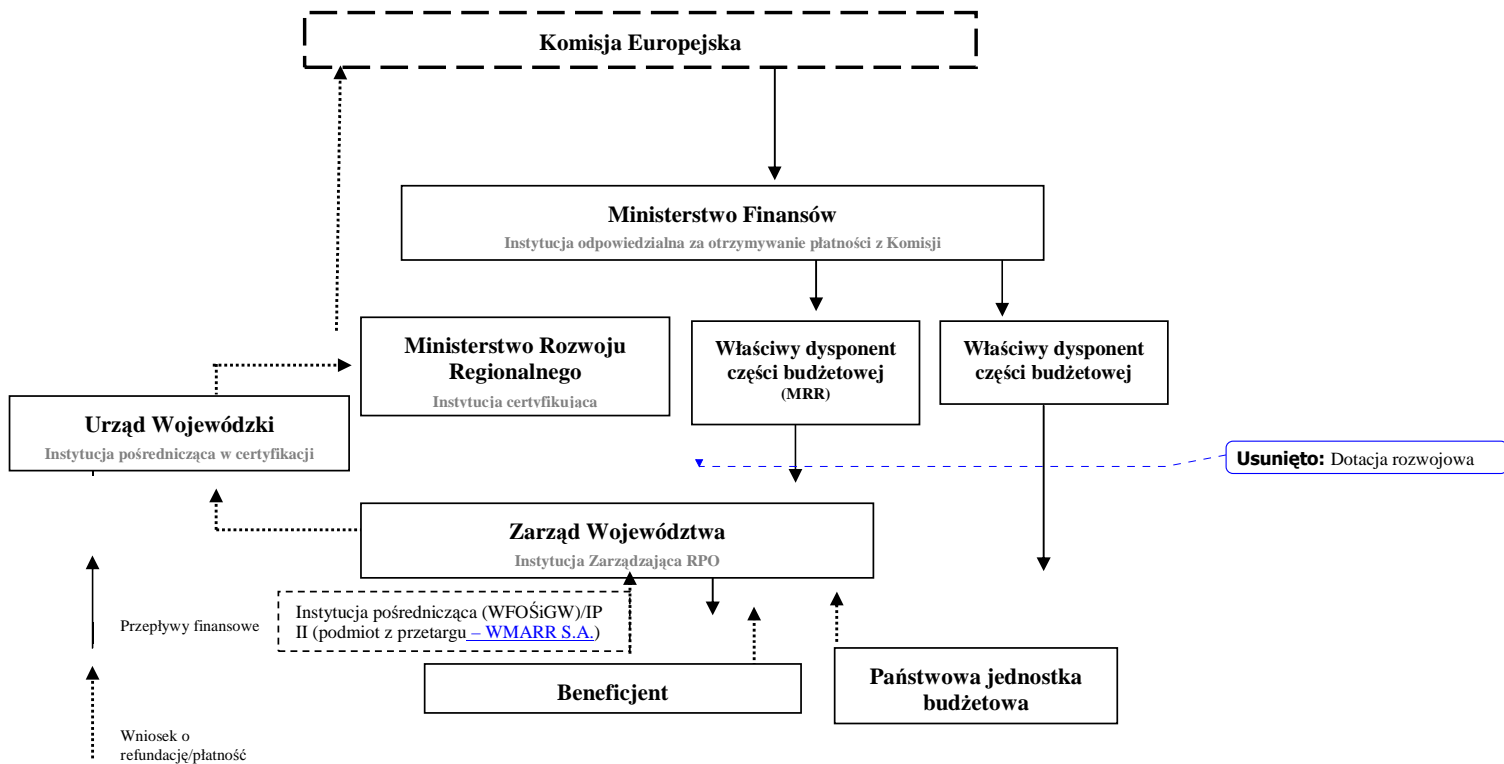 Komisja Europejska
Ministerstwo Finansów
Instytucja odpowiedzialna za otrzymywanie płatności z Komisji
Ministerstwo Rozwoju
Regionalnego
Instytucja certyfikująca
Właściwy dysponent
części budżetowej
(MRR)
Właściwy dysponent
części budżetowej
Urząd Wojewódzki
Instytucja pośrednicząca w certyfikacji
Usunięto: Dotacja rozwojowa
Zarząd Województwa
Instytucja Zarządzająca RPO
Przepływy finansowe
Instytucja pośrednicząca (WFOŚiGW)/IP
II (podmiot z przetargu – WMARR S.A.)
Beneficjent
Państwowa jednostka
budżetowa
Wniosek o
refundację/płatność